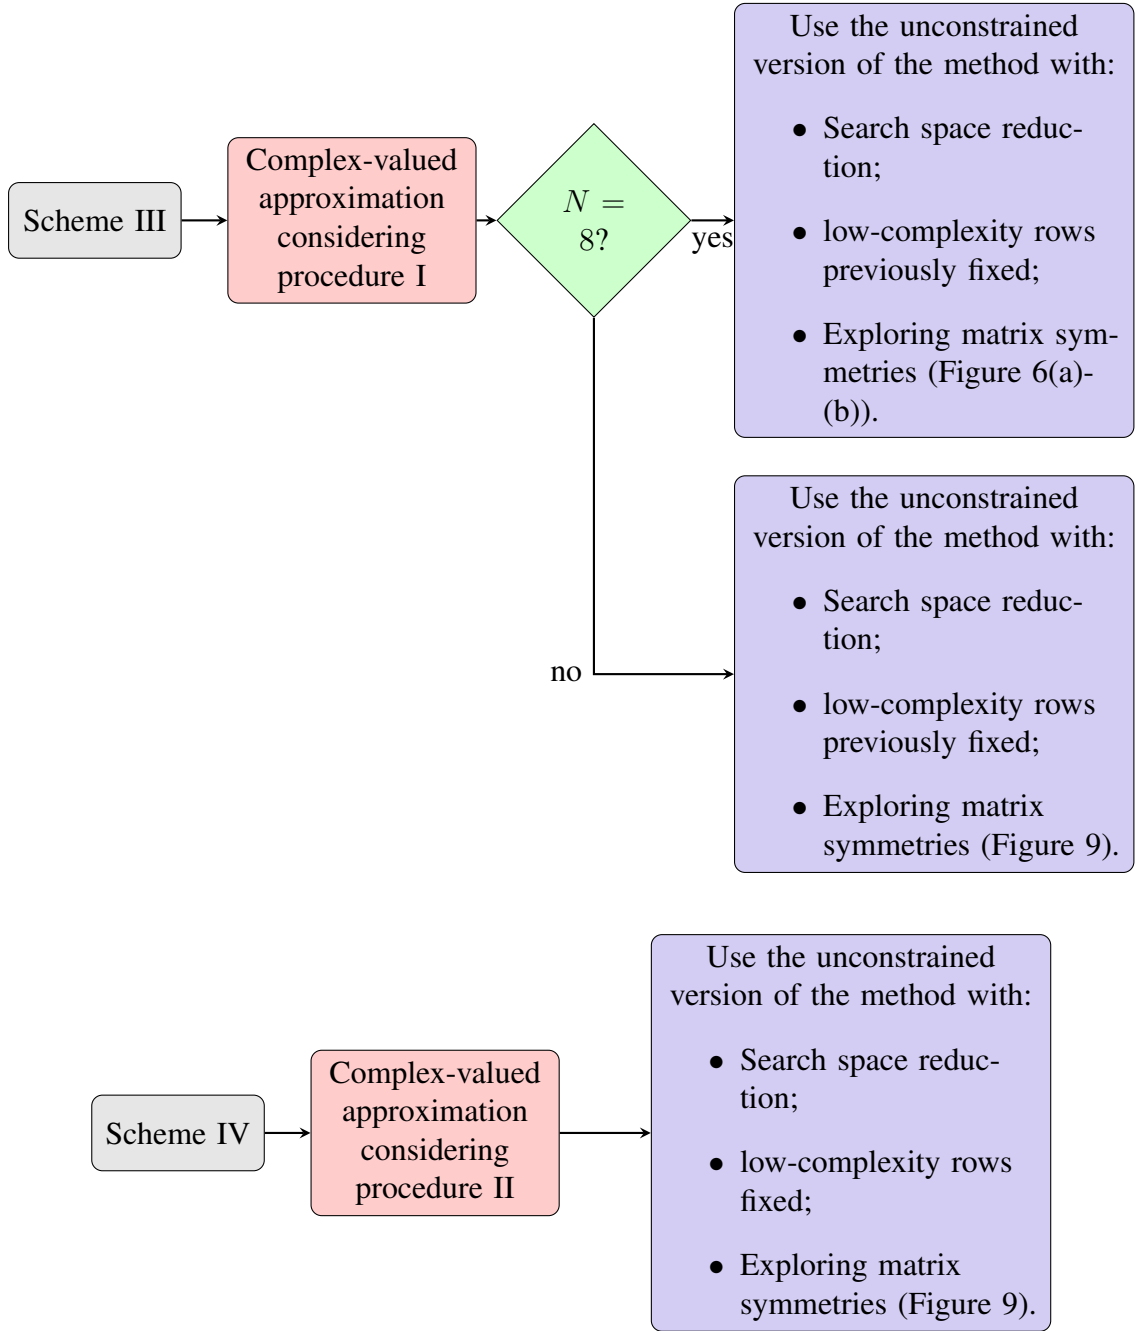 Scheme III
Complex-valued
approximation
considering
procedure I
N =
8?
yes
Use the unconstrained
version of the method with:
• Search space reduc-
tion;
• low-complexity rows
previously fixed;
• Exploring matrix sym-
metries (Figure 6(a)-
(b)).
no
Use the unconstrained
version of the method with:
• Search space reduc-
tion;
• low-complexity rows
previously fixed;
• Exploring matrix
symmetries (Figure 9).
Scheme IV
Complex-valued
approximation
considering
procedure II
Use the unconstrained
version of the method with:
• Search space reduc-
tion;
• low-complexity rows
fixed;
• Exploring matrix
symmetries (Figure 9).